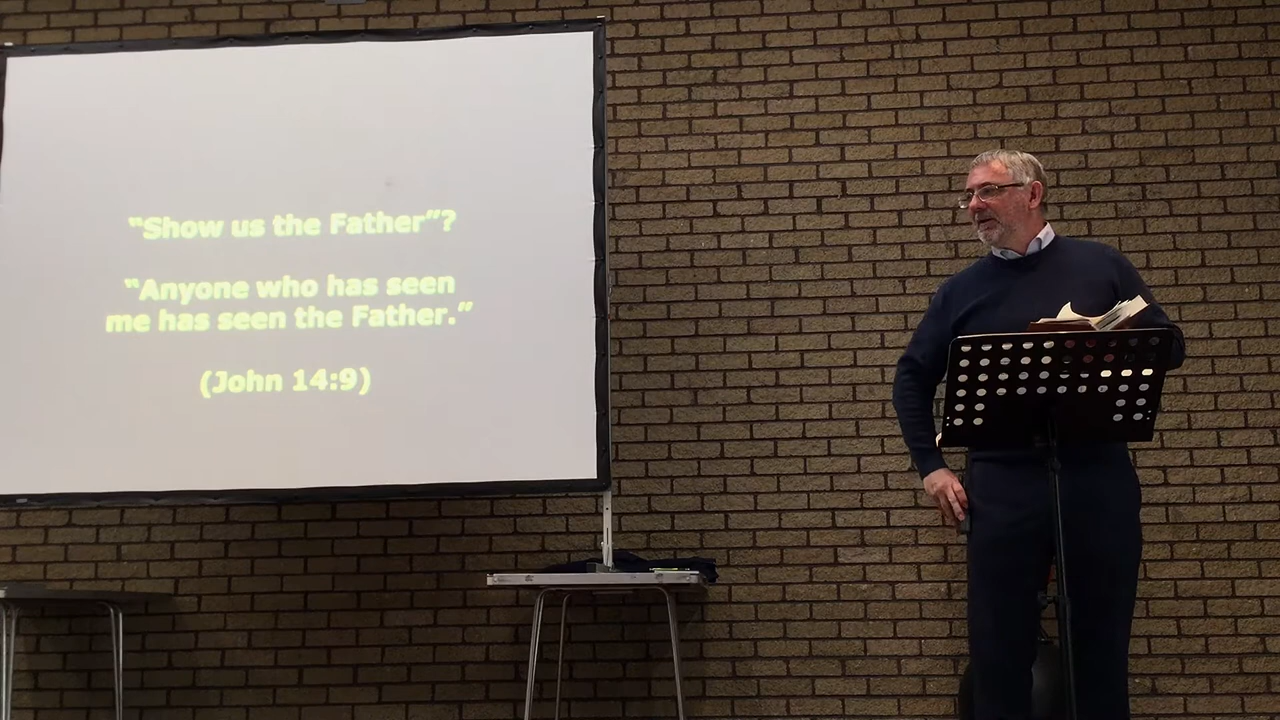 “Show us the Father”?
“Anyone who has seen
me has seen the Father.”
(John 14:9)